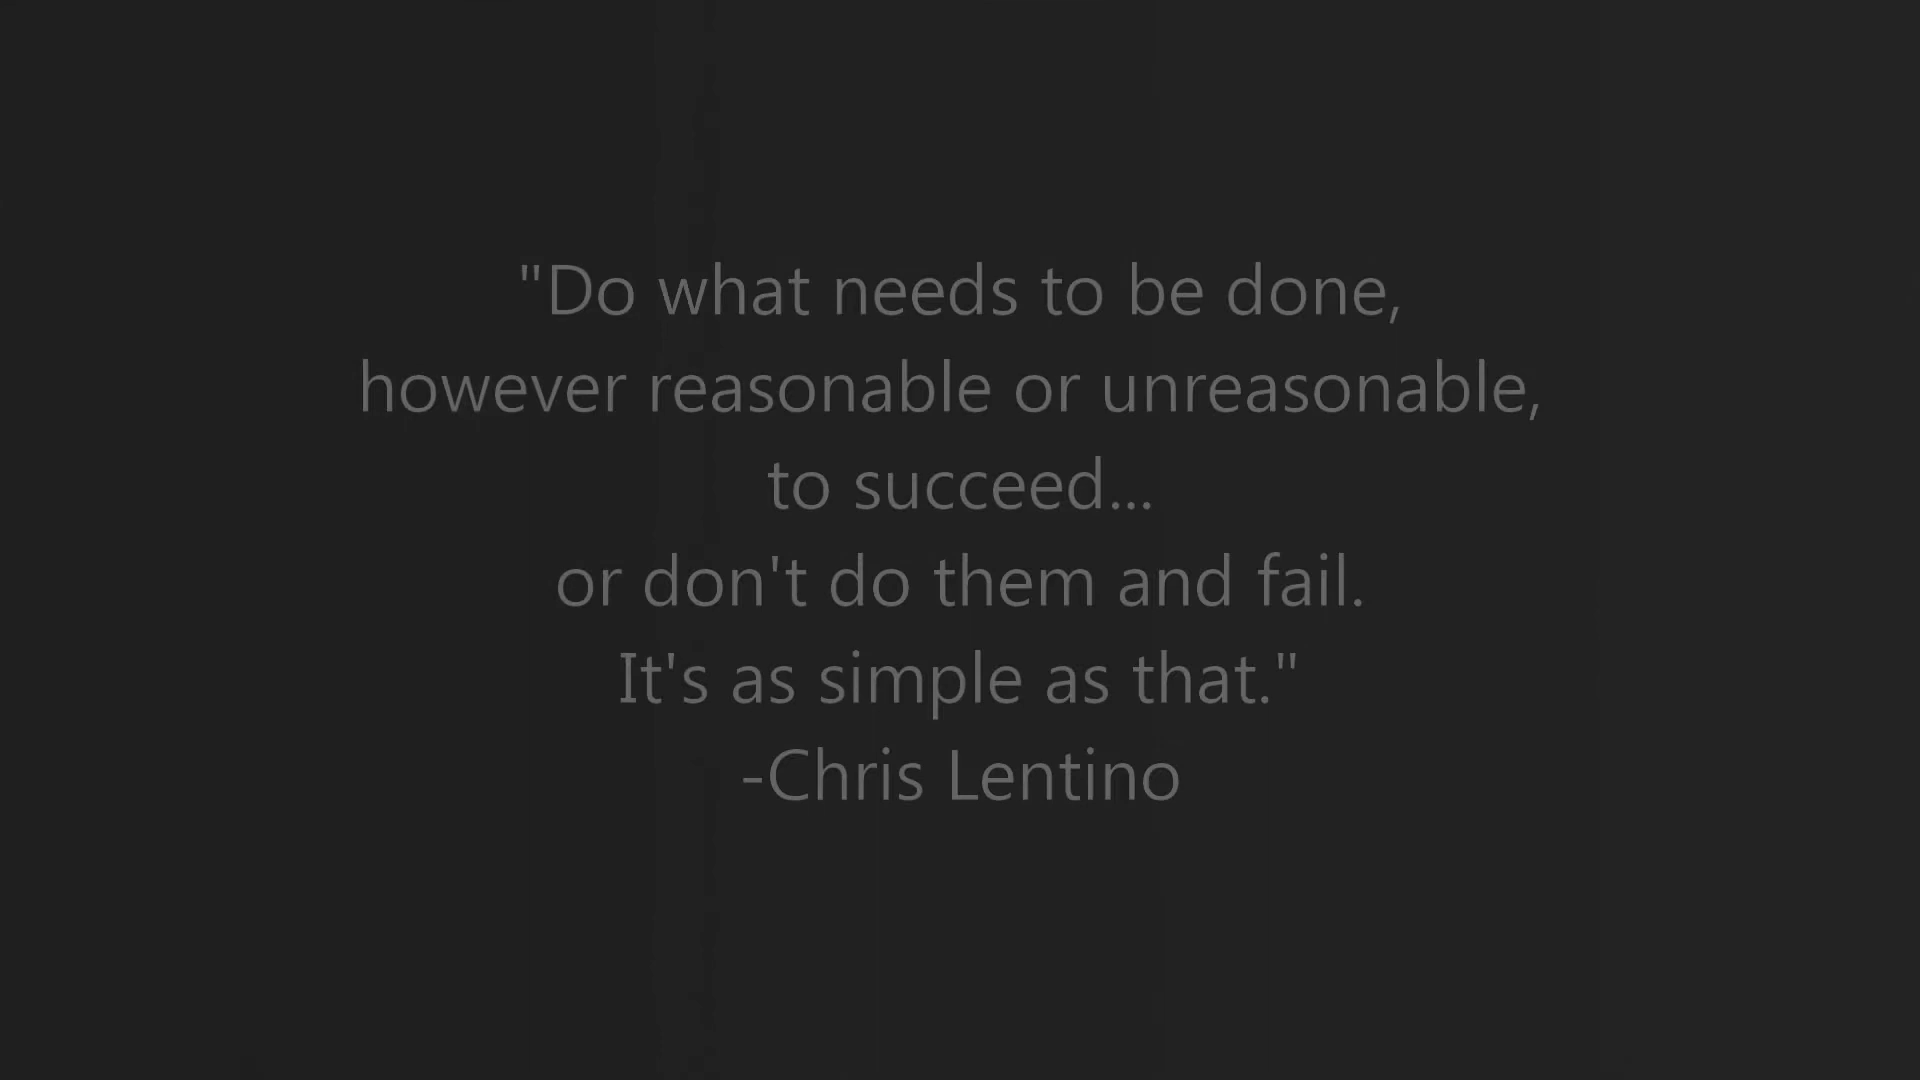 "Do what needs to be done,
however reasonable or unreasonable,
to succeed...
or don't do them and fail.
It's as simple as that."
-Chris Lentino